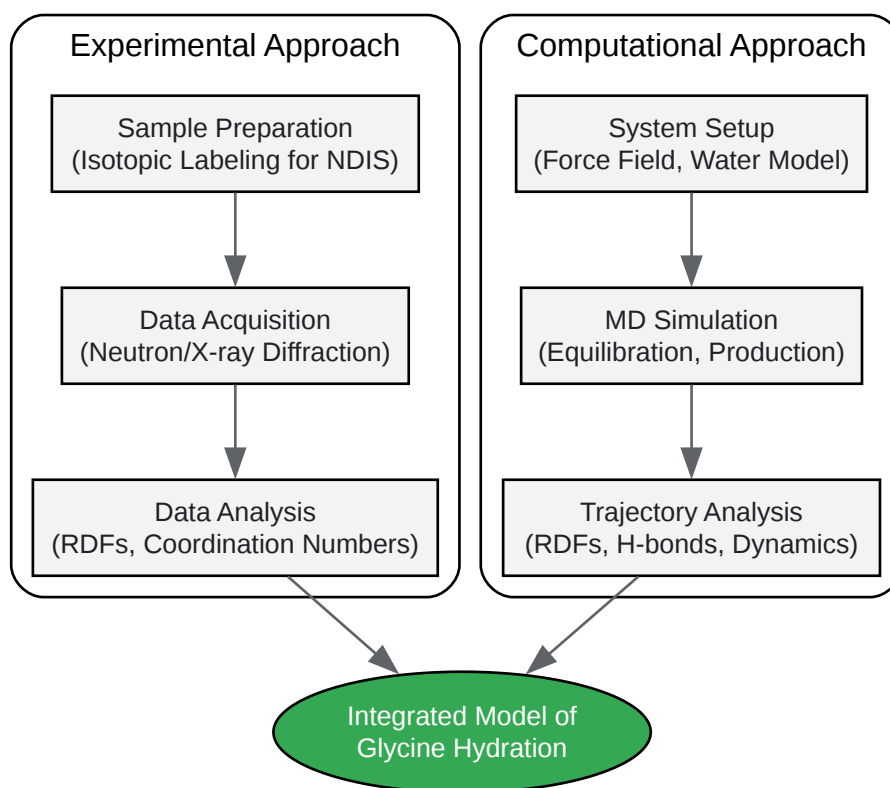 Experimental Approach
Sample Preparation
(Isotopic Labeling for NDIS)
Data Acquisition
(Neutron/X-ray Diffraction)
Data Analysis
(RDFs, Coordination Numbers)
Computational Approach
System Setup
(Force Field, Water Model)
MD Simulation
(Equilibration, Production)
Trajectory Analysis
(RDFs, H-bonds, Dynamics)
Integrated Model of
Glycine Hydration